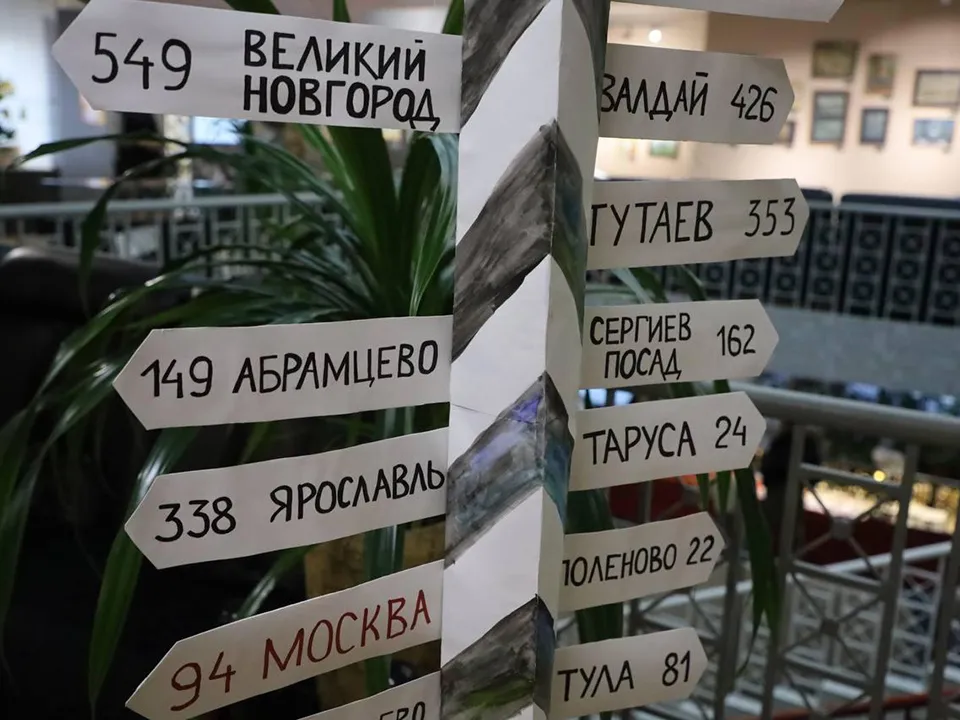 549 ВЕЛИКИЙ
НОВГОРОД
ВАЛДАЙ 426
ТУТАЕВ 353
149 АБРАМЦЕВО
СЕРГИЕВ
ПОСАД 162
338 ЯРОСЛАВЛЬ
ТАРУСА 24
94 МОСКВА
ПОЛЕНОВО 22
ТУЛА 81